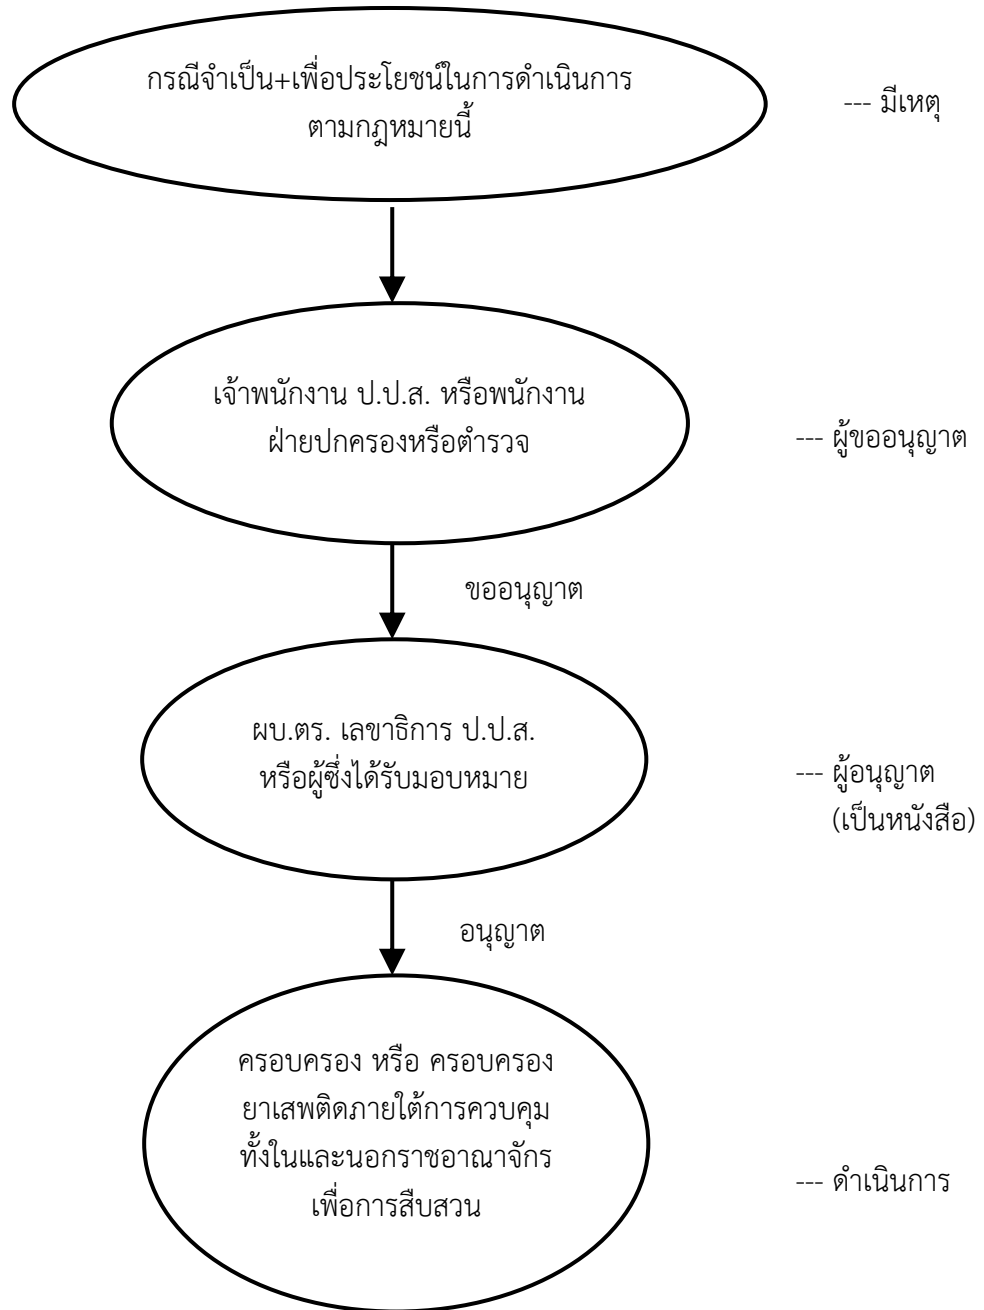 กรณีจำเป็น+เพื่อประโยชน์ในการดำเนินการ
ตามกฎหมายนี้
--- มีเหตุ
เจ้าพนักงาน ป.ป.ส. หรือพนักงาน
ฝ่ายปกครองหรือตำรวจ
--- ผู้ขออนุญาต
ขออนุญาต
ผบ.ตร. เลขาธิการ ป.ป.ส.
หรือผู้ซึ่งได้รับมอบหมาย
--- ผู้อนุญาต
(เป็นหนังสือ)
อนุญาต
ครอบครอง หรือ ครอบครอง
ยาเสพติดภายใต้การควบคุม
ทั้งในและนอกราชอาณาจักร
เพื่อการสืบสวน
--- ดำเนินการ